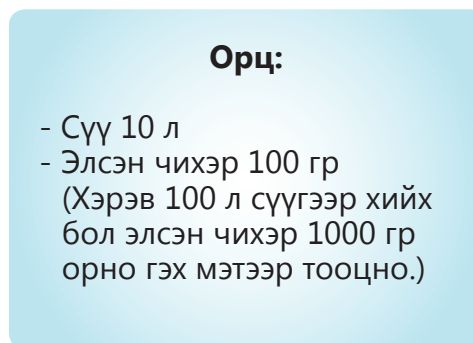 Орц:
- Сүү 10 л
- Элсэн чихэр 100 гр
(Хэрэв 100 л сүүгээр хийх
бол элсэн чихэр 1000 гр
орно гэх мэтээр тооцно.)